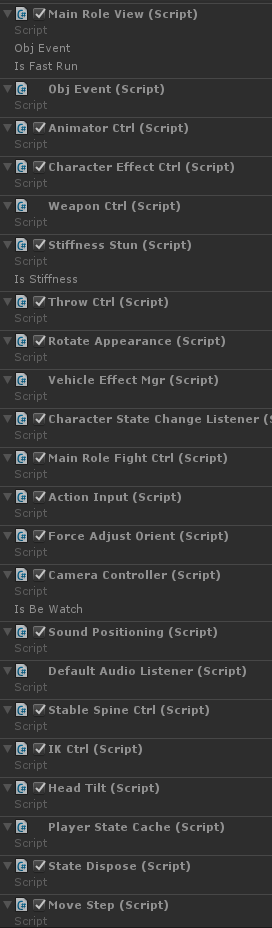 Main Role View (Script)
Script
Obj Event
Is Fast Run
Obj Event (Script)
Script
Animator Ctrl (Script)
Script
Character Effect Ctrl (Script)
Script
Weapon Ctrl (Script)
Script
Stiffness Stun (Script)
Script
Is Stiffness
Throw Ctrl (Script)
Script
Rotate Appearance (Script)
Script
Vehicle Effect Mgr (Script)
Script
Character State Change Listener (S
Script
Main Role Fight Ctrl (Script)
Script
Action Input (Script)
Script
Force Adjust Orient (Script)
Script
Camera Controller (Script)
Script
Is Be Watch
Sound Positioning (Script)
Script
Default Audio Listener (Script)
Script
Stable Spine Ctrl (Script)
Script
IK Ctrl (Script)
Script
Head Tilt (Script)
Script
Player State Cache (Script)
Script
State Dispose (Script)
Script
Move Step (Script)
Script